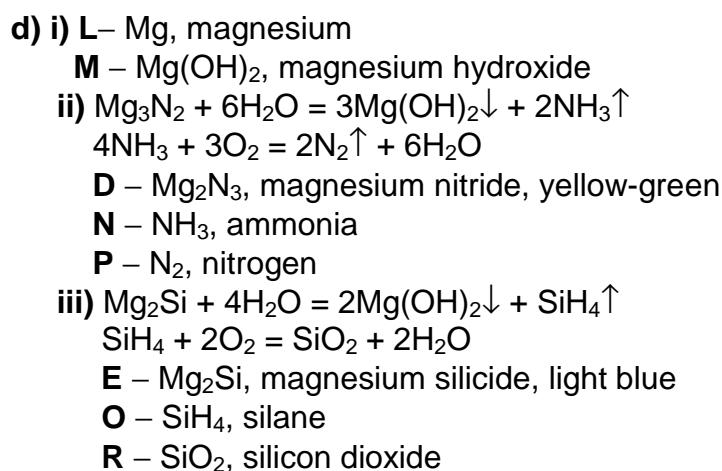 d) i) L– Mg, magnesium
M – Mg(OH)₂, magnesium hydroxide
ii) Mg₃N₂ + 6H₂O = 3Mg(OH)₂↓ + 2NH₃↑
4NH₃ + 3O₂ = 2N₂↑ + 6H₂O
D – Mg₂N₃, magnesium nitride, yellow-green
N – NH₃, ammonia
P – N₂, nitrogen
iii) Mg₂Si + 4H₂O = 2Mg(OH)₂↓ + SiH₄↑
SiH₄ + 2O₂ = SiO₂ + 2H₂O
E – Mg₂Si, magnesium silicide, light blue
O – SiH₄, silane
R – SiO₂, silicon dioxide